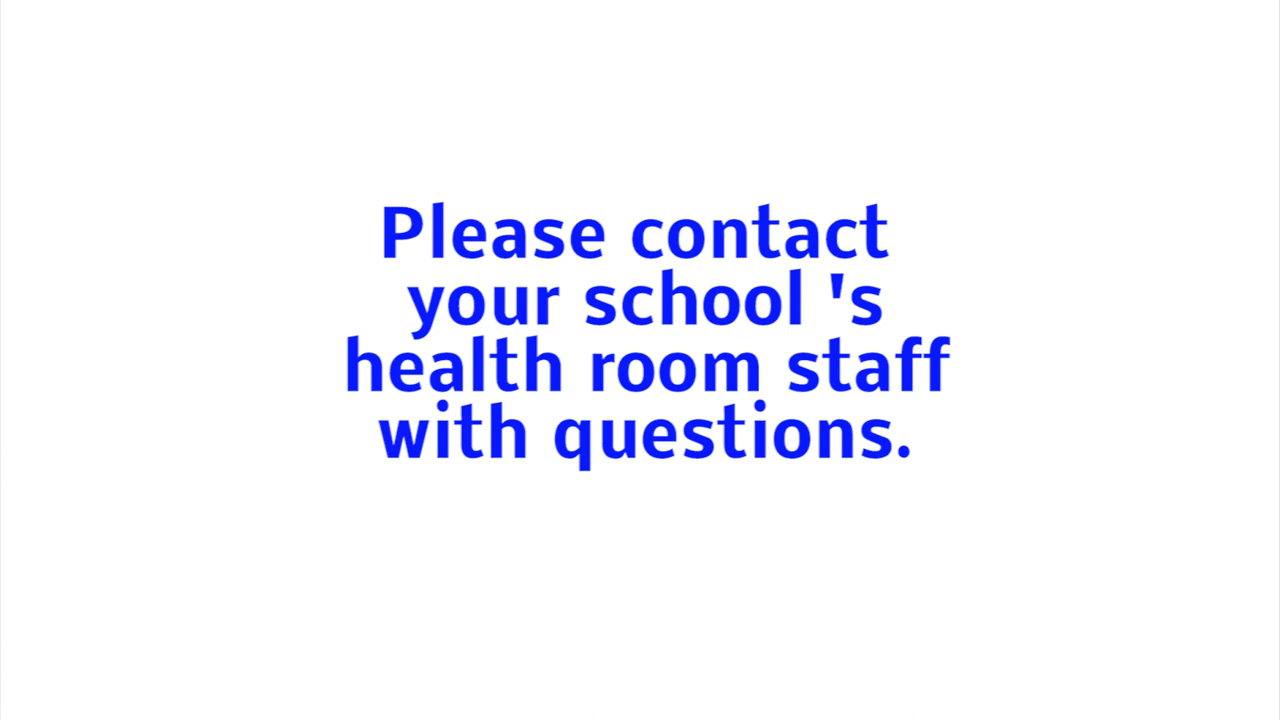 Please contact
your school 's
health room staff
with questions.